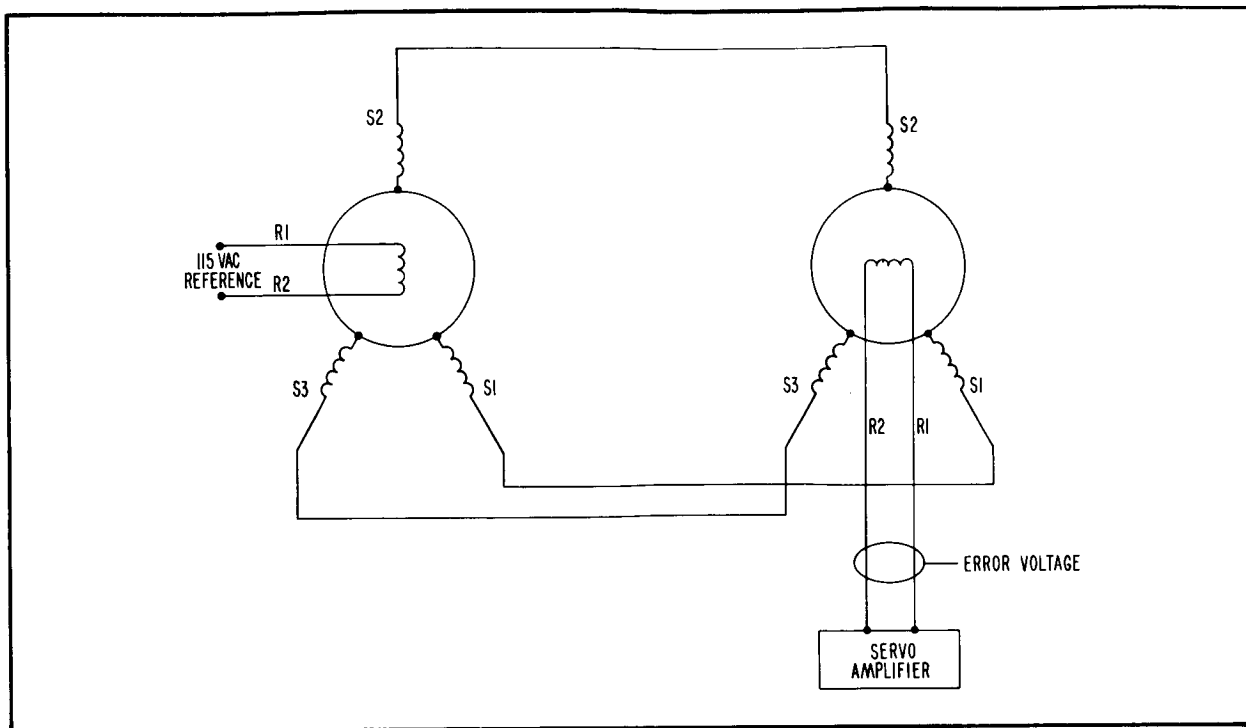 S2
S2
R1
115 VAC
REFERENCE
R2
S3
S1
S3
S1
R2
R1
ERROR VOLTAGE
SERVO
AMPLIFIER